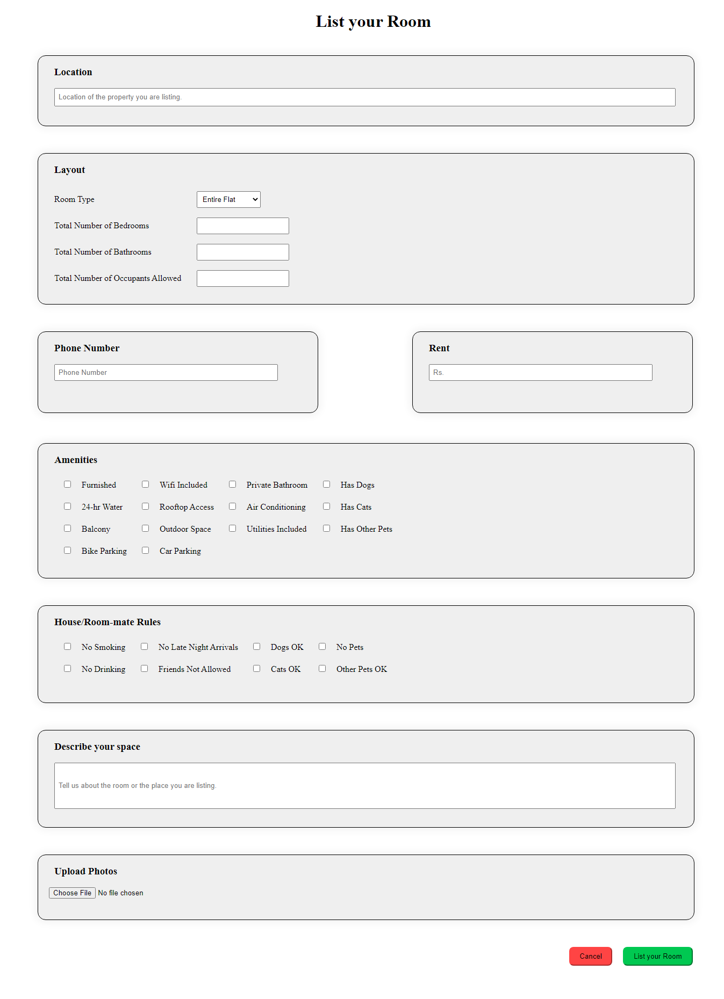 List your Room
Location
Location of the property you are listing.
Layout
Room Type Entire Flat
Total Number of Bedrooms
Total Number of Bathrooms
Total Number of Occupants Allowed
Phone Number
Phone Number
Rent
Rs.
Amenities
Furnished Wifi Included Private Bathroom Has Dogs
24-hr Water Rooftop Access Air Conditioning Has Cats
Balcony Outdoor Space Utilities Included Has Other Pets
Bike Parking Car Parking
House/Room-mate Rules
No Smoking No Late Night Arrivals Dogs OK No Pets
No Drinking Friends Not Allowed Cats OK Other Pets OK
Describe your space
Tell us about the room or the place you are listing.
Upload Photos
Choose File No file chosen
Cancel List your Room